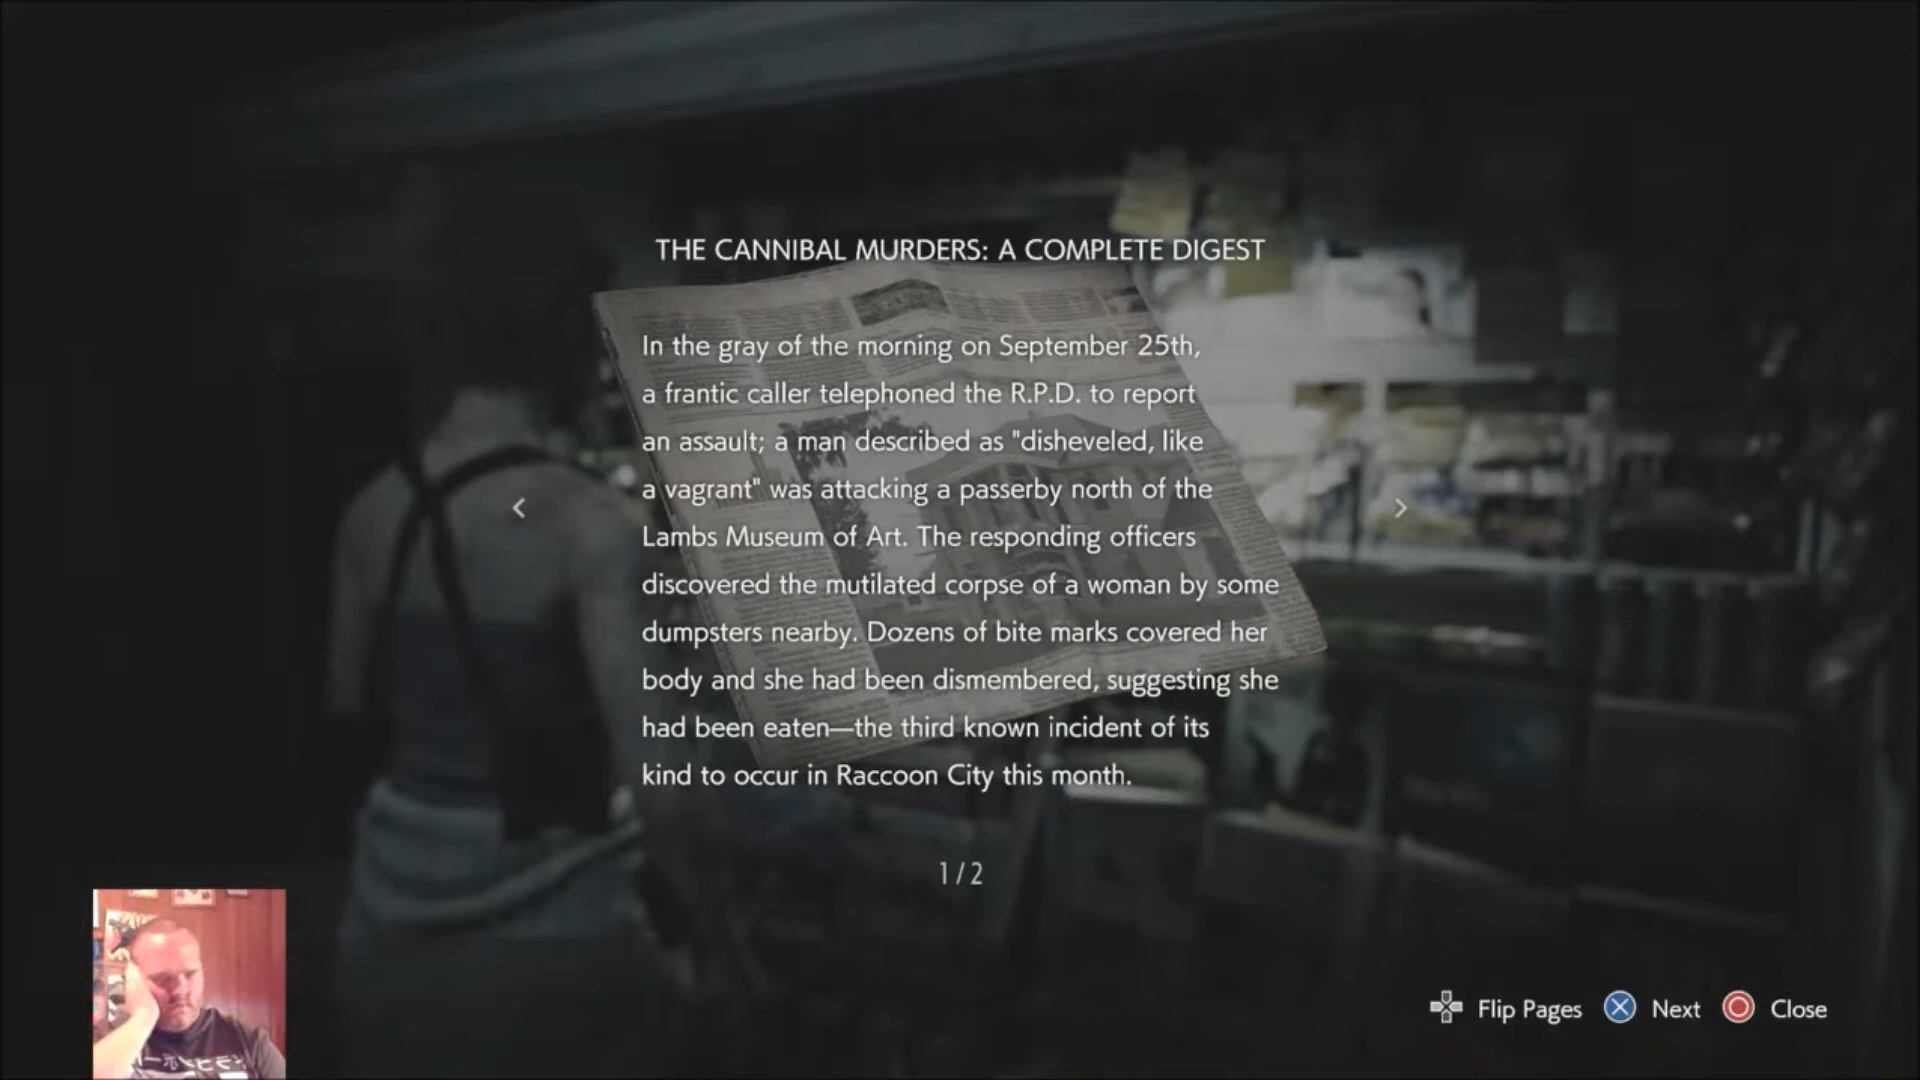 THE CANNIBAL MURDERS: A COMPLETE DIGEST
In the gray of the morning on September 25th,
a frantic caller telephoned the R.P.D. to report
an assault; a man described as "disheveled, like
a vagrant" was attacking a passerby north of the
Lambs Museum of Art. The responding officers
discovered the mutilated corpse of a woman by some
dumpsters nearby. Dozens of bite marks covered her
body and she had been dismembered, suggesting she
had been eaten—the third known incident of its
kind to occur in Raccoon City this month.
1 / 2
Flip Pages Next Close